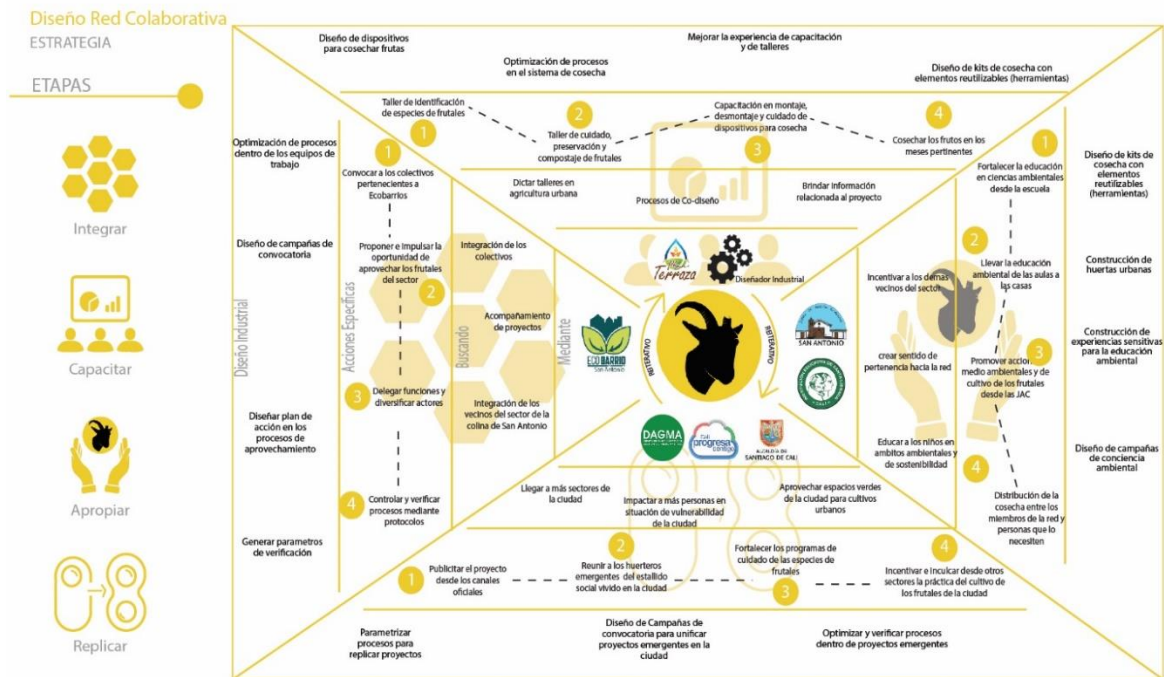 Diseño Red Colaborativa
ESTRATEGIA
ETAPAS
Integrar
Capacitar
Apropiar
Replicar
Diseño de dispositivos
para cosechar frutas
Optimización de procesos
en el sistema de cosecha
Mejorar la experiencia de capacitación
y de talleres
Diseño de kits de cosecha con
elementos reutilizables (herramientas)
Taller de identificación
de especies de frutales
1
2
Taller de cuidado,
preservación y
compostaje de frutales
Capacitación en montaje,
desmontaje y cuidado de
dispositivos para cosecha
3
4
Cosechar los frutos en los
meses pertinentes
Dictar talleres en
agricultura urbana
Procesos de Co-diseño
Brindar información
relacionada al proyecto
Diseño Industrial
Optimización de procesos
dentro de los equipos de
trabajo
Diseño de campañas de
convocatoria
Diseñar plan de
acción en los procesos de
aprovechamiento
Generar parametros
de verificación
Acciones Especificas
1
Convocar a los colectivos
pertenecientes a
Ecobarrios
Proponer e impulsar la
oportunidad de
aprovechar los frutales
del sector
2
3
Delegar funciones y
diversificar actores
4
Controlar y verificar
procesos mediante
protocolos
Buscando
Integración de los
colectivos
Acompañamiento
de proyectos
Integración de los
vecinos del sector de la
colina de San Antonio
Mediante
Terraza
Diseñador Industrial
ECO BARRIO
San Antonio
REITERATIVO
REITERATIVO
SAN ANTONIO
DAGMA
Cali
progresa
contigo
ALCALDÍA DE
SANTIAGO DE CALI
Incentivar a los demas
vecinos del sector
crear sentido de
pertenencia hacia la red
Educar a los niños en
ambitos ambientales y
de sostenibilidad
1
Fortalecer la educación
en ciencias ambientales
desde la escuela
2
Llevar la educación
ambiental de las aulas a
las casas
3
Promover accion
medio ambientales y de
cultivo de los frutales
desde las JAC
4
Distribución de la
cosecha entre los
miembros de la red y
personas que lo
necesiten
Diseño de kits de
cosecha con
elementos
reutilizables
(herramientas)
Construcción de
huertas urbanas
Construcción de
experiencias sensitivas
para la educación
ambiental
Diseño de campañas
de conciencia
ambiental
Llegar a más sectores de
la ciudad
Impactar a más personas en
situación de vulnerabilidad
de la ciudad
Aprovechar espacios verdes
de la ciudad para cultivos
urbanos
1
Publicitar el proyecto
desde los canales
oficiales
2
Reunir a los huerteros
emergentes del estallido
social vivido en la ciudad
Fortalecer los programas de
cuidado de las especies de
frutales
3
4
Incentivar e inculcar desde otros
sectores la práctica del cultivo de
los frutales de la ciudad
Parametrizar
procesos para
replicar proyectos
Diseño de Campañas de
convocatoria para unificar
proyectos emergentes en la
ciudad
Optimizar y verificar procesos
dentro de proyectos emergentes